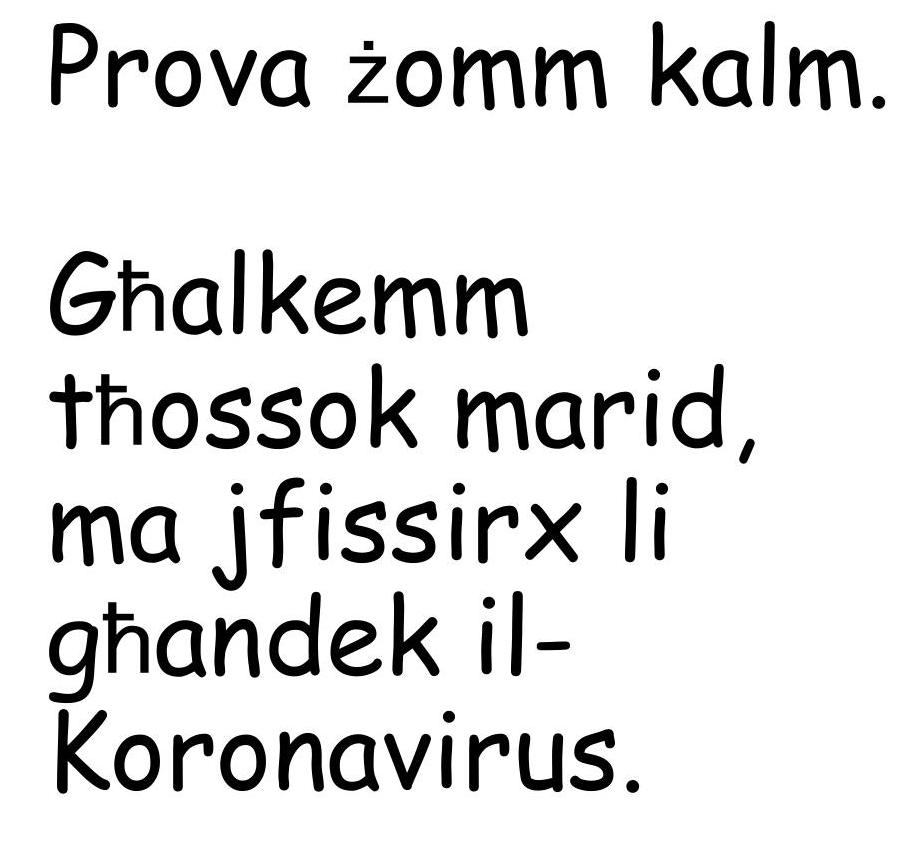 Prova żomm kalm.
Għalkemm
tħossok marid,
ma jfissirx li
għandek il-
Koronavirus.